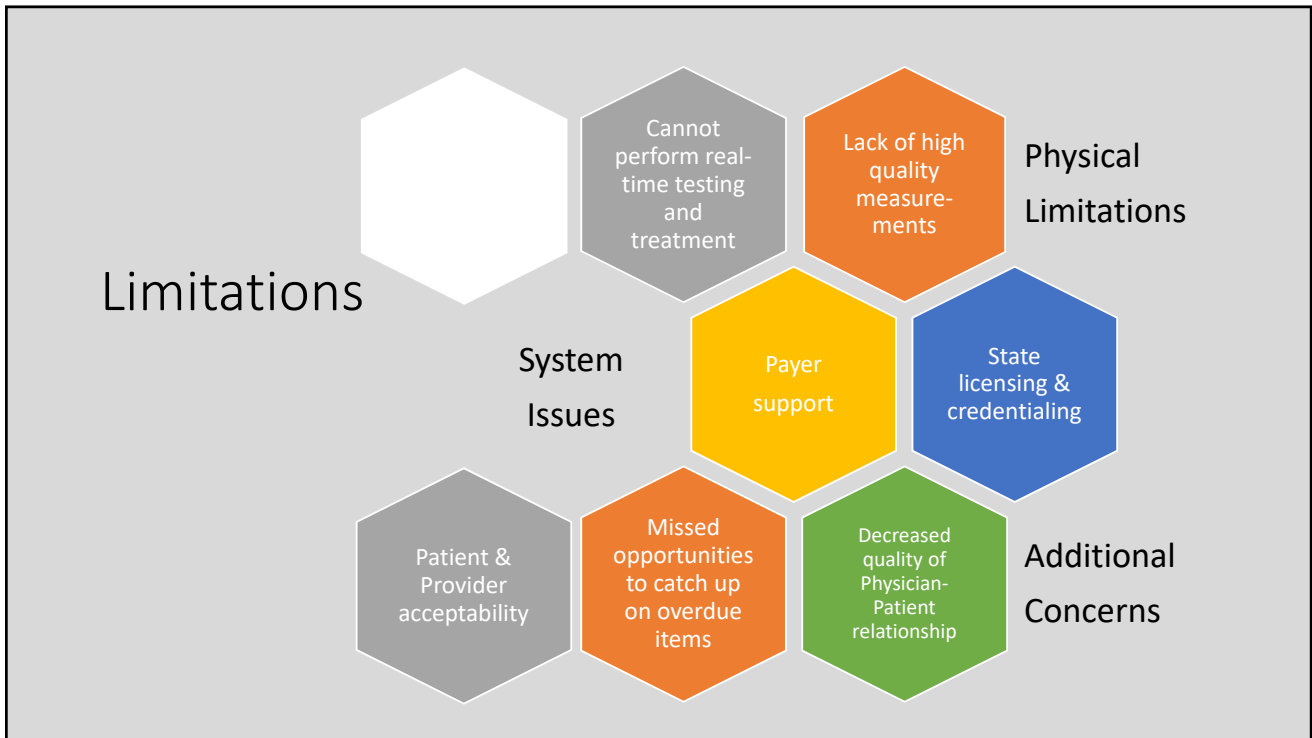 Limitations
Cannot
perform real-
time testing
and
treatment
Lack of high
quality
measure-
ments
Physical
Limitations
System
Issues
Payer
support
State
licensing &
credentialing
Patient &
Provider
acceptability
Missed
opportunities
to catch up
on overdue
items
Decreased
quality of
Physician-
Patient
relationship
Additional
Concerns